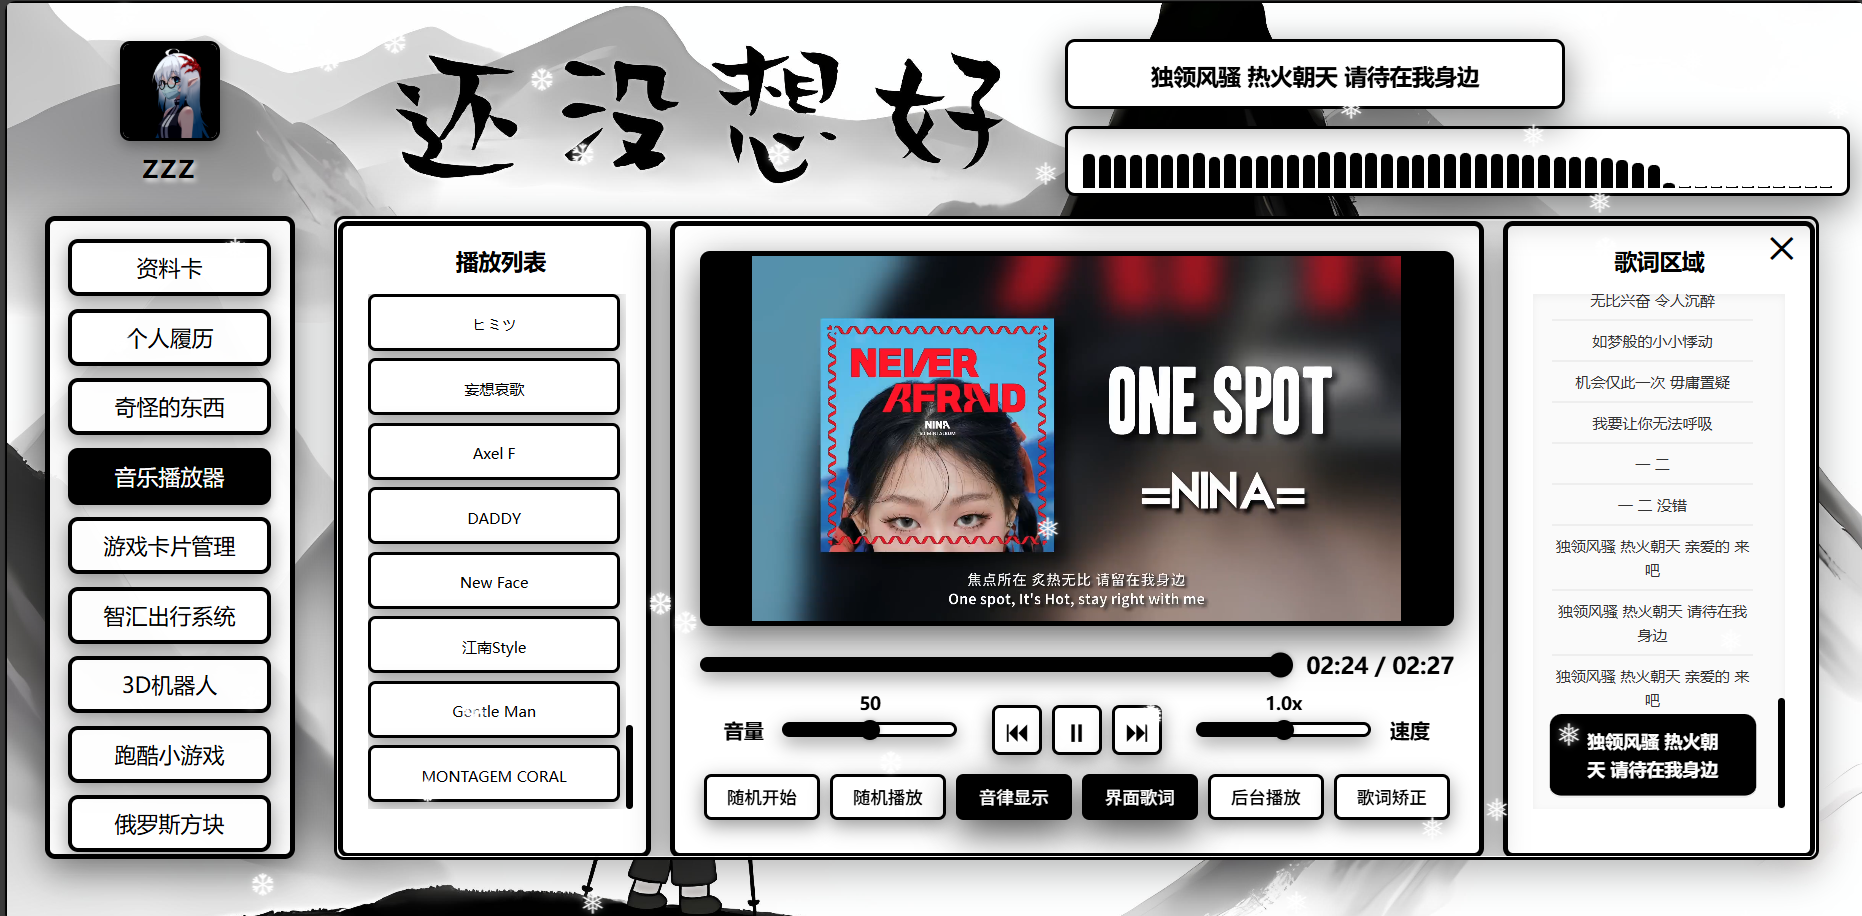 还没想好
独领风骚 热火朝天 请待在我身边
ZZZ
资料卡
个人履历
奇怪的东西
音乐播放器
游戏卡片管理
智汇出行系统
3D机器人
跑酷小游戏
俄罗斯方块
播放列表
ヒミツ
妄想哀歌
Axel F
DADDY
New Face
江南Style
Gentle Man
MONTAGEM CORAL
NEVER
AFRAID
NINA
ONE SPOT
=NINA=
焦点所在 炙热无比 请留在我身边
One spot, It's Hot, stay right with me
02:24 / 02:27
音量
50
1.0x
速度
随机开始
随机播放
音律显示
界面歌词
后台播放
歌词矫正
歌词区域
无比兴奋 令人沉醉
如梦般的小小悸动
机会仅此一次 毋庸置疑
我要让你无法呼吸
一 二
一 二 没错
独领风骚 热火朝天 亲爱的 来
吧
独领风骚 热火朝天 请待在我
身边
独领风骚 热火朝天 亲爱的 来
吧
独领风骚 热火朝
天 请待在我身边